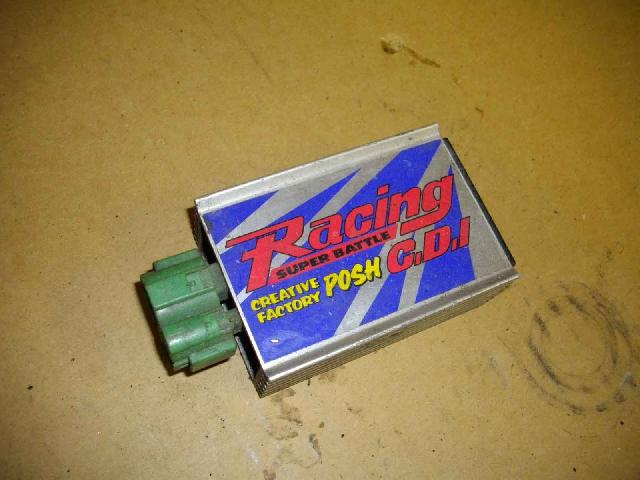 Racing
SUPER BATTLE
C.D.I
CREATIVE
FACTORY
POSH